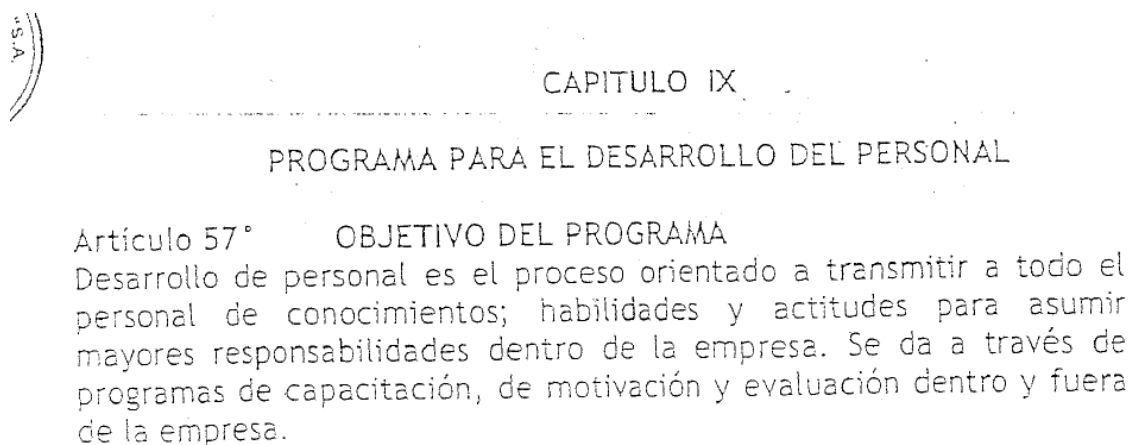 "S.A.
CAPITULO IX
PROGRAMA PARA EL DESARROLLO DEL PERSONAL
Artículo 57° OBJETIVO DEL PROGRAMA
Desarrollo de personal es el proceso orientado a transmitir a todo el
personal de conocimientos; habilidades y actitudes para asumir
mayores responsabilidades dentro de la empresa. Se da a través de
programas de capacitación, de motivación y evaluación dentro y fuera
de la empresa.